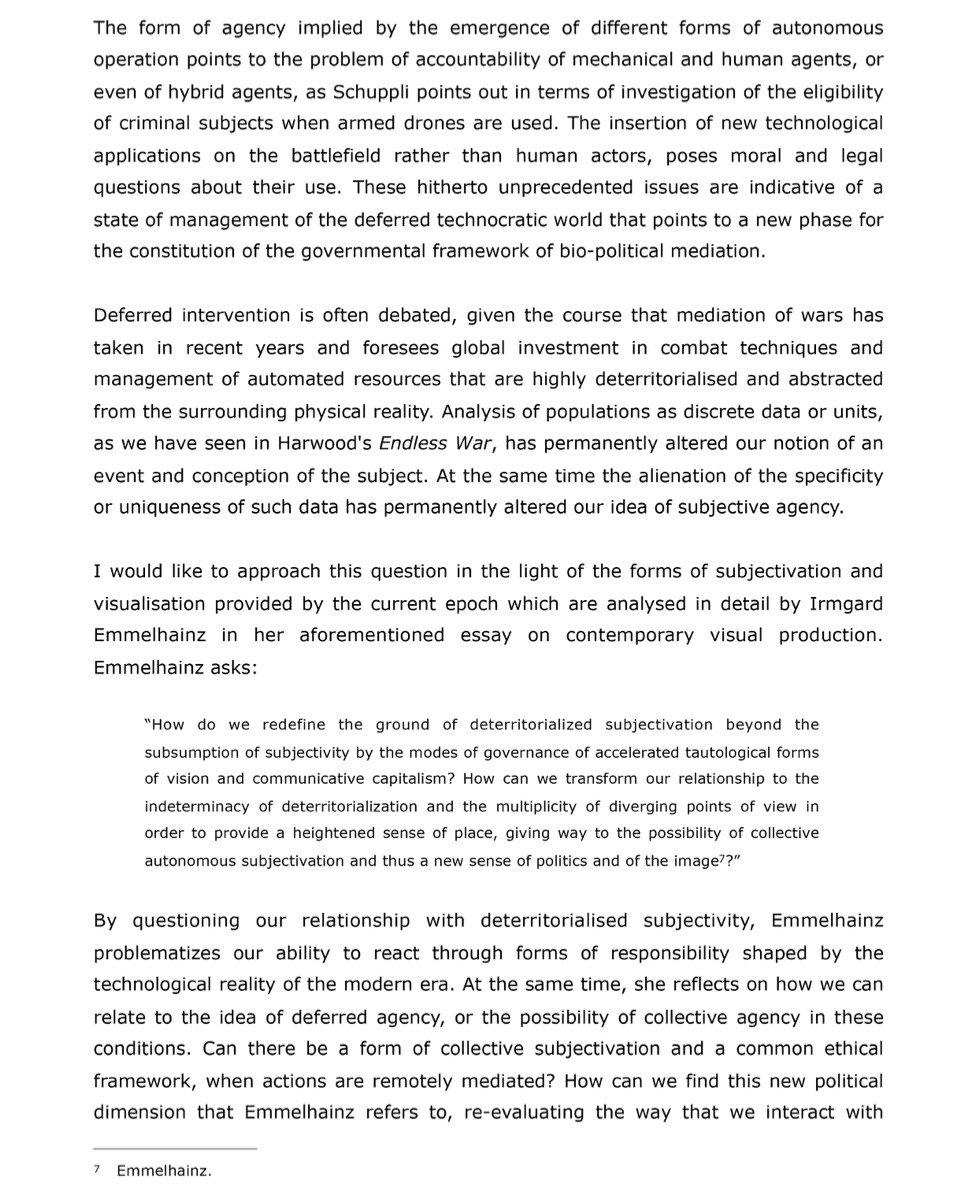 The form of agency implied by the emergence of different forms of autonomous
operation points to the problem of accountability of mechanical and human agents, or
even of hybrid agents, as Schuppli points out in terms of investigation of the eligibility
of criminal subjects when armed drones are used. The insertion of new technological
applications on the battlefield rather than human actors, poses moral and legal
questions about their use. These hitherto unprecedented issues are indicative of a
state of management of the deferred technocratic world that points to a new phase for
the constitution of the governmental framework of bio-political mediation.
Deferred intervention is often debated, given the course that mediation of wars has
taken in recent years and foresees global investment in combat techniques and
management of automated resources that are highly deterritorialised and abstracted
from the surrounding physical reality. Analysis of populations as discrete data or units,
as we have seen in Harwood's Endless War, has permanently altered our notion of an
event and conception of the subject. At the same time the alienation of the specificity
or uniqueness of such data has permanently altered our idea of subjective agency.
I would like to approach this question in the light of the forms of subjectivation and
visualisation provided by the current epoch which are analysed in detail by Irmgard
Emmelhainz in her aforementioned essay on contemporary visual production.
Emmelhainz asks:
“How do we redefine the ground of deterritorialized subjectivation beyond the
subsumption of subjectivity by the modes of governance of accelerated tautological forms
of vision and communicative capitalism? How can we transform our relationship to the
indeterminacy of deterritorialization and the multiplicity of diverging points of view in
order to provide a heightened sense of place, giving way to the possibility of collective
autonomous subjectivation and thus a new sense of politics and of the image⁷?”
By questioning our relationship with deterritorialised subjectivity, Emmelhainz
problematizes our ability to react through forms of responsibility shaped by the
technological reality of the modern era. At the same time, she reflects on how we can
relate to the idea of deferred agency, or the possibility of collective agency in these
conditions. Can there be a form of collective subjectivation and a common ethical
framework, when actions are remotely mediated? How can we find this new political
dimension that Emmelhainz refers to, re-evaluating the way that we interact with
⁷ Emmelhainz.